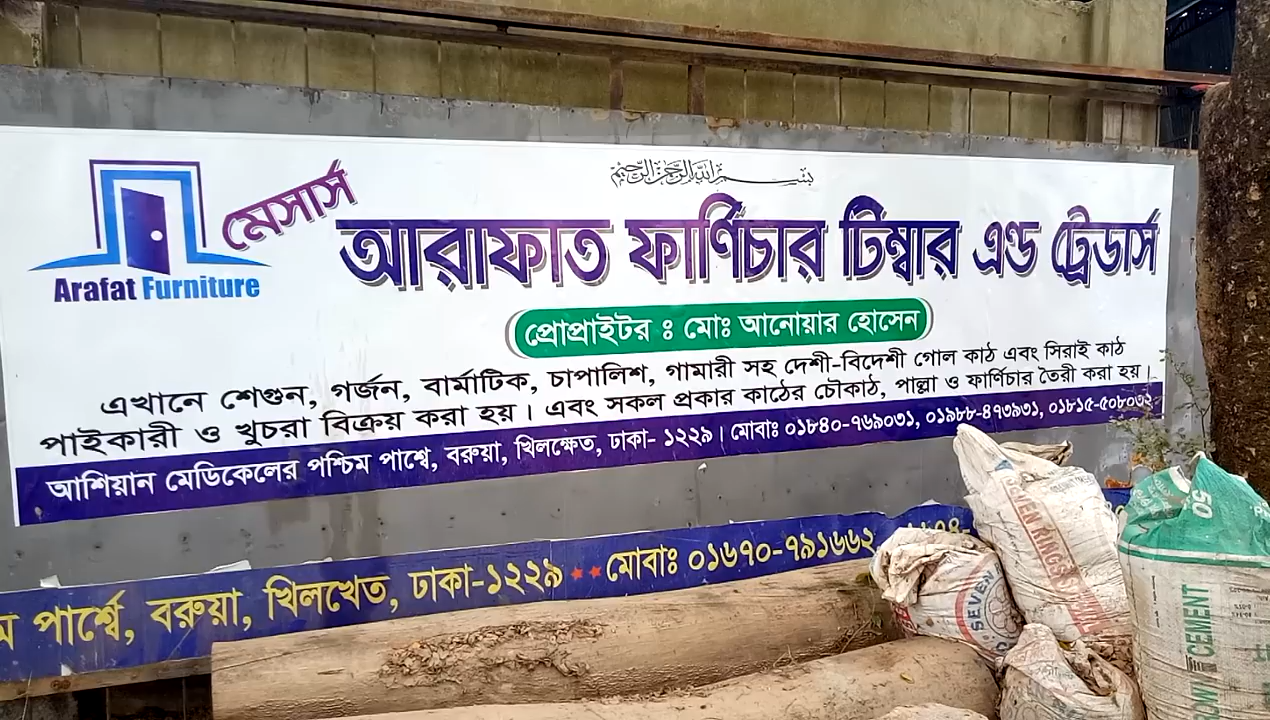 بسم الله الرحمن الرحيم
মেসার্স
আরাফাত ফার্ণিচার টিম্বার এন্ড ট্রেডার্স
Arafat Furniture
প্রোপ্রাইটর ঃ মোঃ আনোয়ার হোসেন
এখানে শেগুন, গর্জন, বার্মাটিক, চাপালিশ, গামারী সহ দেশী-বিদেশী গোল কাঠ এবং সিরাই কাঠ
পাইকারী ও খুচরা বিক্রয় করা হয়। এবং সকল প্রকার কাঠের চৌকাঠ, পাল্লা ও ফার্ণিচার তৈরী করা হয়।
আশিয়ান মেডিকেলের পশ্চিম পার্শ্বে, বরুয়া, খিলক্ষেত, ঢাকা- ১২২৯। মোবাঃ ০১৮৪০-৭৬৯০৩১, ০১৯৮৮-৪৭৩৯৩১, ০১৮১৫-৫০৮০৩২
পার্শ্বে, বরুয়া, খিলখেত, ঢাকা-১২২৯ ★★ মোবাঃ ০১৬৭০-৭৯১৬৬২
SEVEN RINGS
SEVEN
50
CEMENT